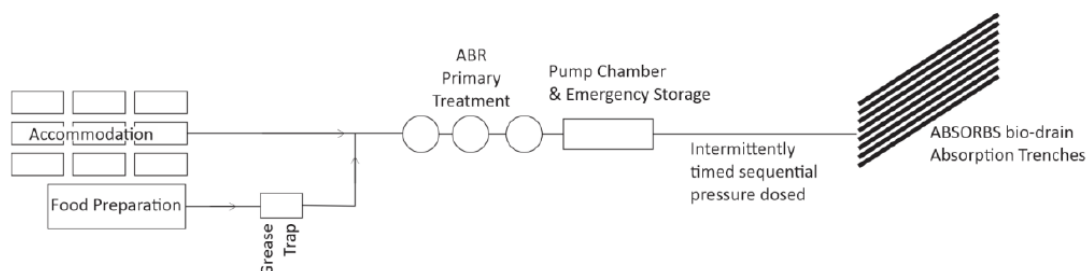 Accommodation
Food Preparation
Grease
Trap
ABR
Primary
Treatment
Pump Chamber
& Emergency Storage
Intermittently
timed sequential
pressure dosed
ABSORBS bio-drain
Absorption Trenches